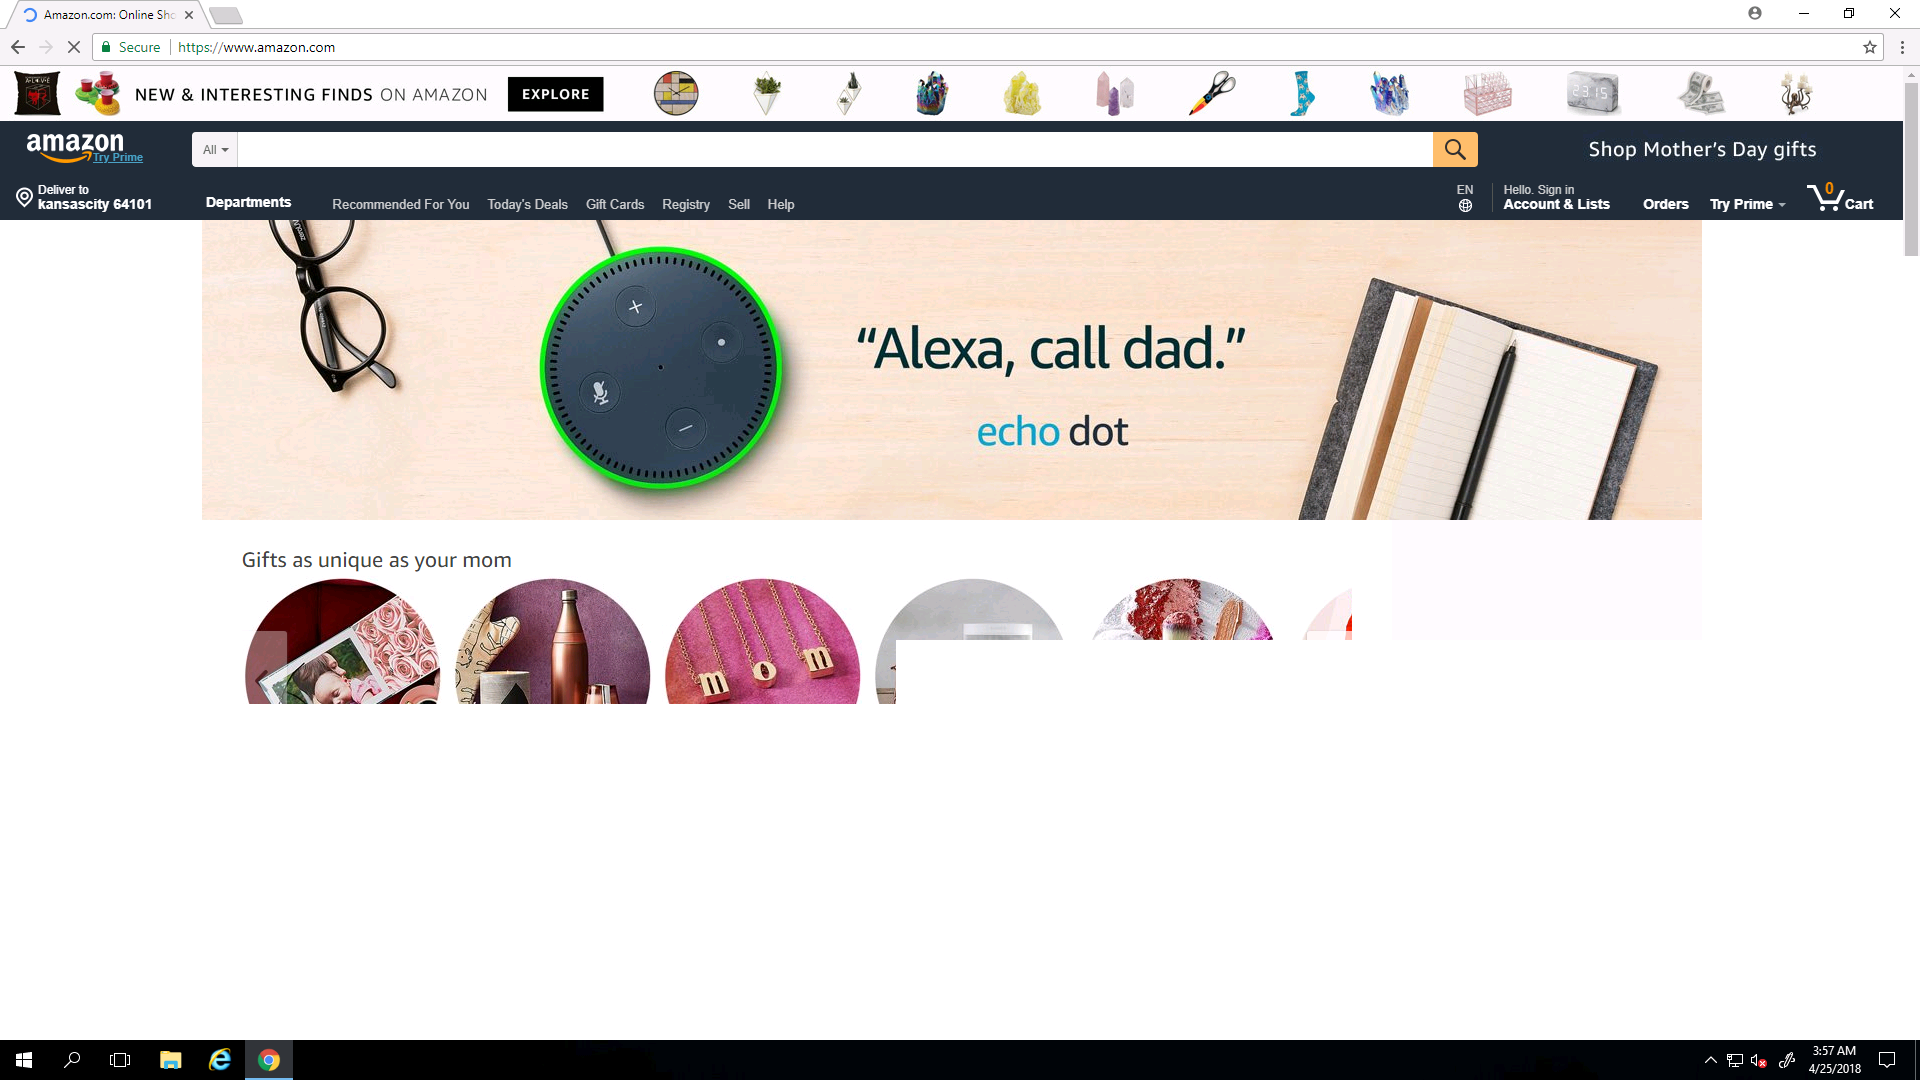 Amazon.com: Online Sho
Secure
https://www.amazon.com
NEW & INTERESTING FINDS ON AMAZON
EXPLORE
23:15
amazon
Try Prime
All
Shop Mother's Day gifts
Deliver to
kansascity 64101
Departments
Recommended For You
Today's Deals
Gift Cards
Registry
Sell
Help
EN
Hello. Sign in
Account & Lists
Orders
Try Prime
0
Cart
“Alexa, call dad.”
echo dot
Gifts as unique as your mom
m
o
m
3:57 AM
4/25/2018